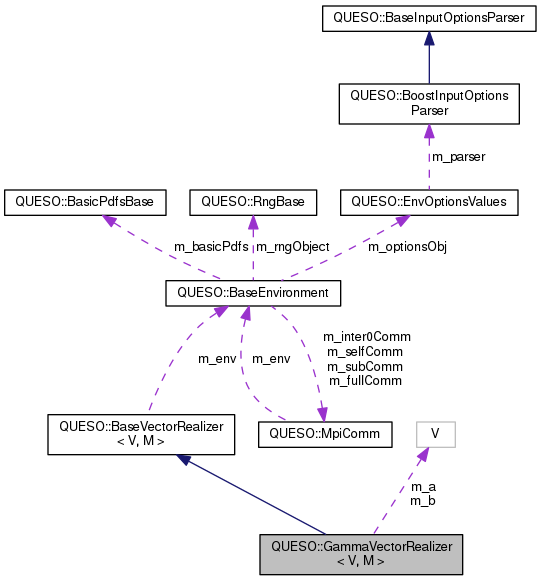 QUESO::BaseInputOptionsParser
QUESO::BoostInputOptions
Parser
m_parser
QUESO::BasicPdfsBase
QUESO::RngBase
QUESO::EnvOptionsValues
m_basicPdfs
m_rngObject
m_optionsObj
QUESO::BaseEnvironment
m_env
m_env
m_inter0Comm
m_selfComm
m_subComm
m_fullComm
QUESO::BaseVectorRealizer
< V, M >
QUESO::MpiComm
V
m_a
m_b
QUESO::GammaVectorRealizer
< V, M >